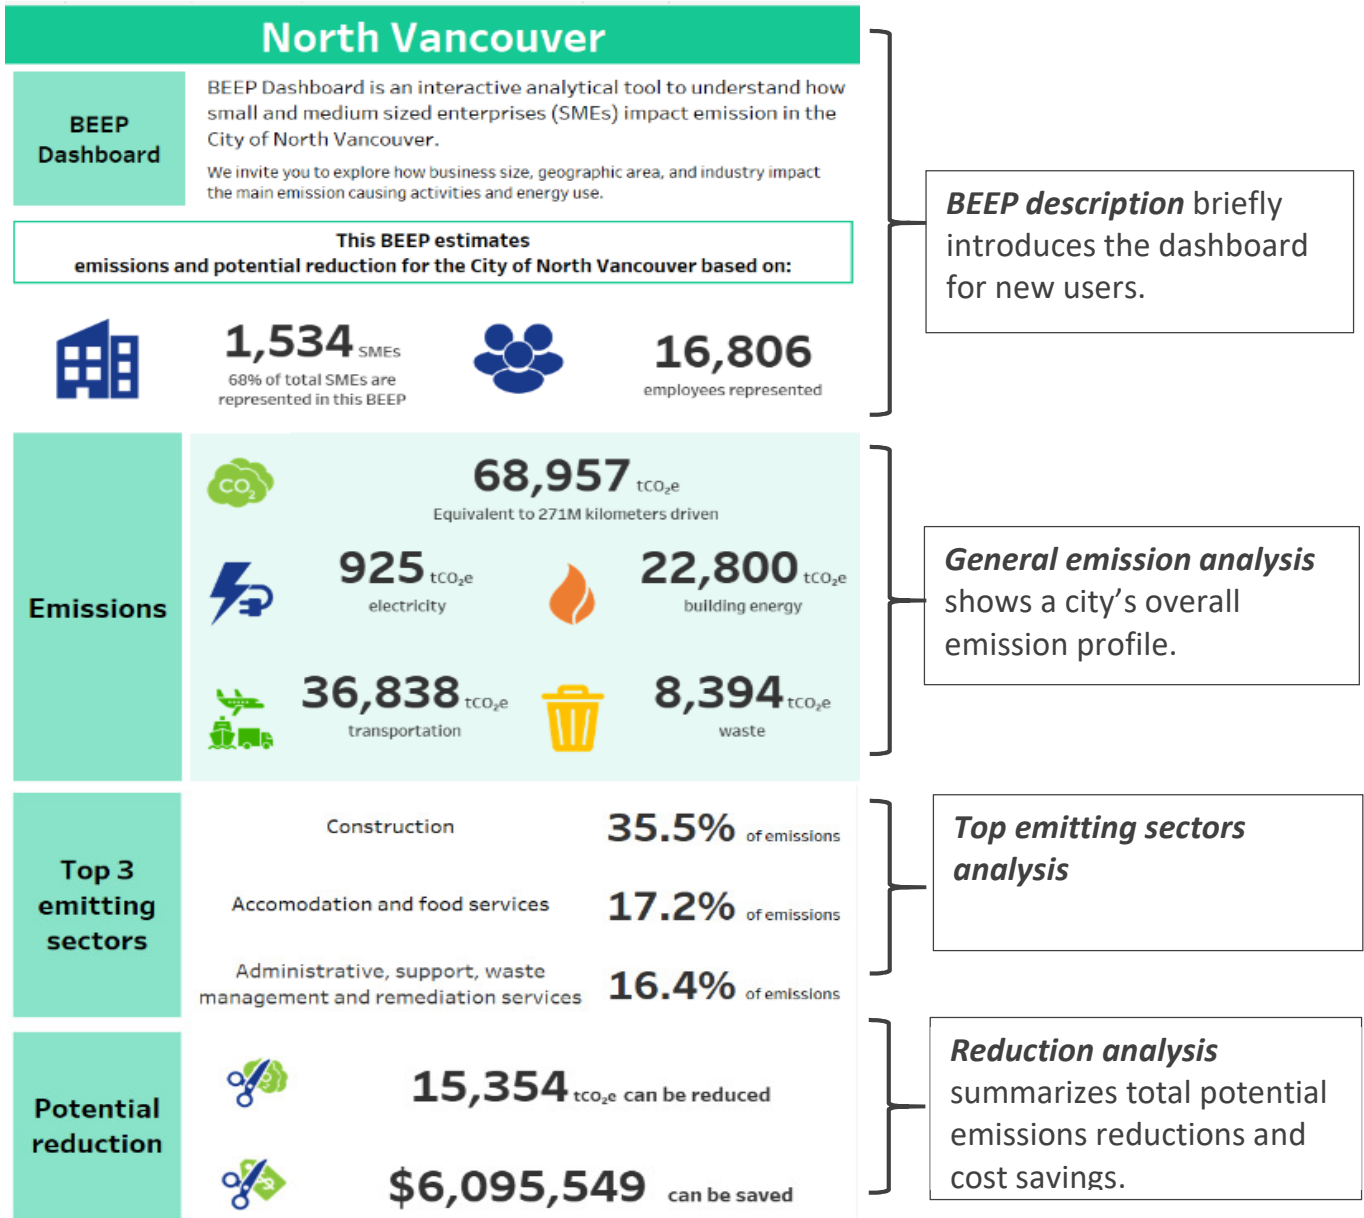 North Vancouver
BEEP
Dashboard
BEEP Dashboard is an interactive analytical tool to understand how
small and medium sized enterprises (SMEs) impact emission in the
City of North Vancouver.
We invite you to explore how business size, geographic area, and industry impact
the main emission causing activities and energy use.
This BEEP estimates
emissions and potential reduction for the City of North Vancouver based on:
1,534 SMEs
68% of total SMEs are
represented in this BEEP
16,806
employees represented
BEEP description briefly
introduces the dashboard
for new users.
Emissions
CO₂
68,957 tCO₂e
Equivalent to 271M kilometers driven
925 tCO₂e
electricity
22,800 tCO₂e
building energy
36,838 tCO₂e
transportation
8,394 tCO₂e
waste
General emission analysis
shows a city’s overall
emission profile.
Top 3
emitting
sectors
Construction
35.5% of emissions
Accomodation and food services
17.2% of emissions
Administrative, support, waste
management and remediation services
16.4% of emissions
Top emitting sectors
analysis
Potential
reduction
15,354 tco₂e can be reduced
$6,095,549 can be saved
Reduction analysis
summarizes total potential
emissions reductions and
cost savings.